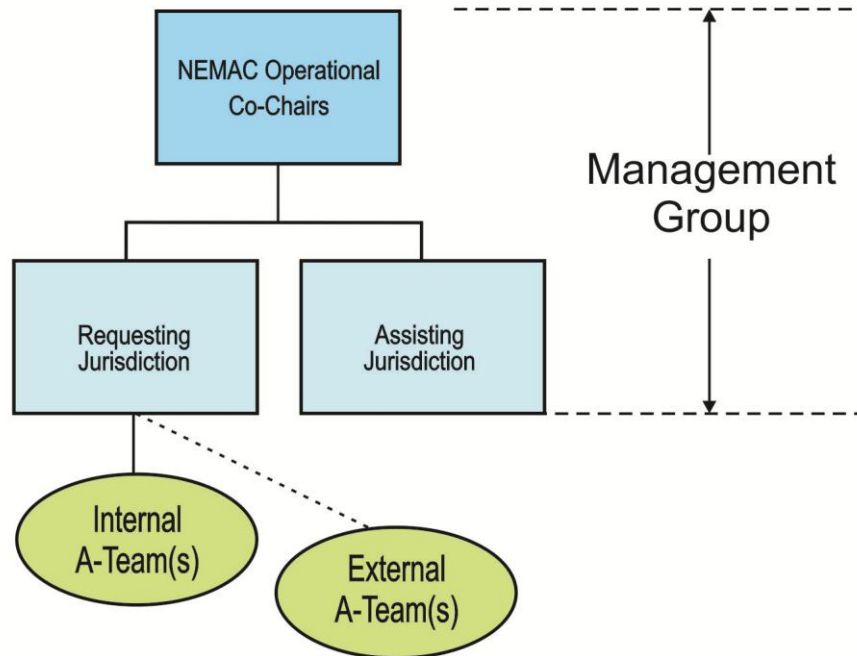 NEMAC Operational
Co-Chairs
Management
Group
Requesting
Jurisdiction
Assisting
Jurisdiction
Internal
A-Team(s)
External
A-Team(s)